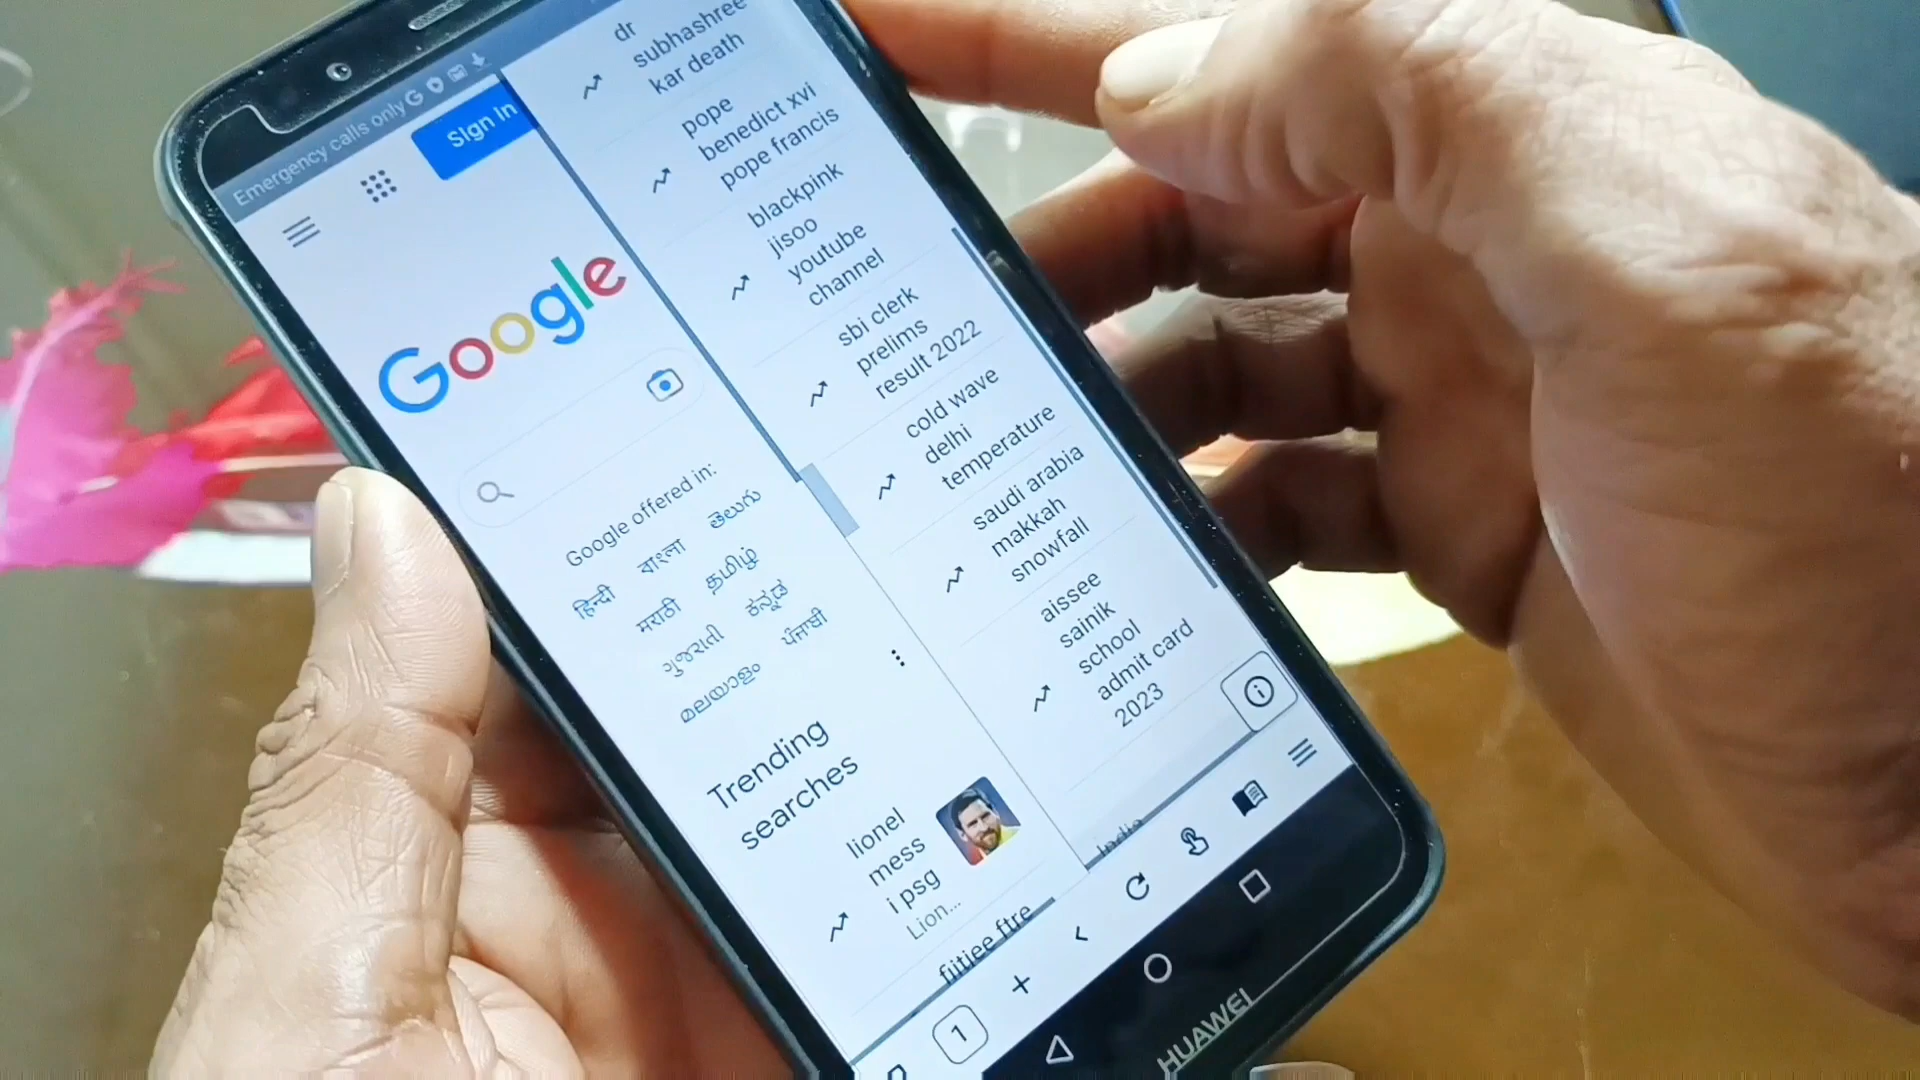 Emergency calls only
Sign in
Google
Google offered in:
हिन्दी বাংলা తెలుగు
मराठी தமிழ்
ગુજરાતી ಕನ್ನಡ
മലയാളം ਪੰਜਾਬੀ
Trending
searches
lionel
mess
i psg
Lion...
fiitjee ftre
dr
subhashree
kar death
pope
benedict xvi
pope francis
blackpink
jisoo
youtube
channel
sbi clerk
prelims
result 2022
cold wave
delhi
temperature
saudi arabia
makkah
snowfall
aissee
sainik
school
admit card
2023
india
1
HUAWEI